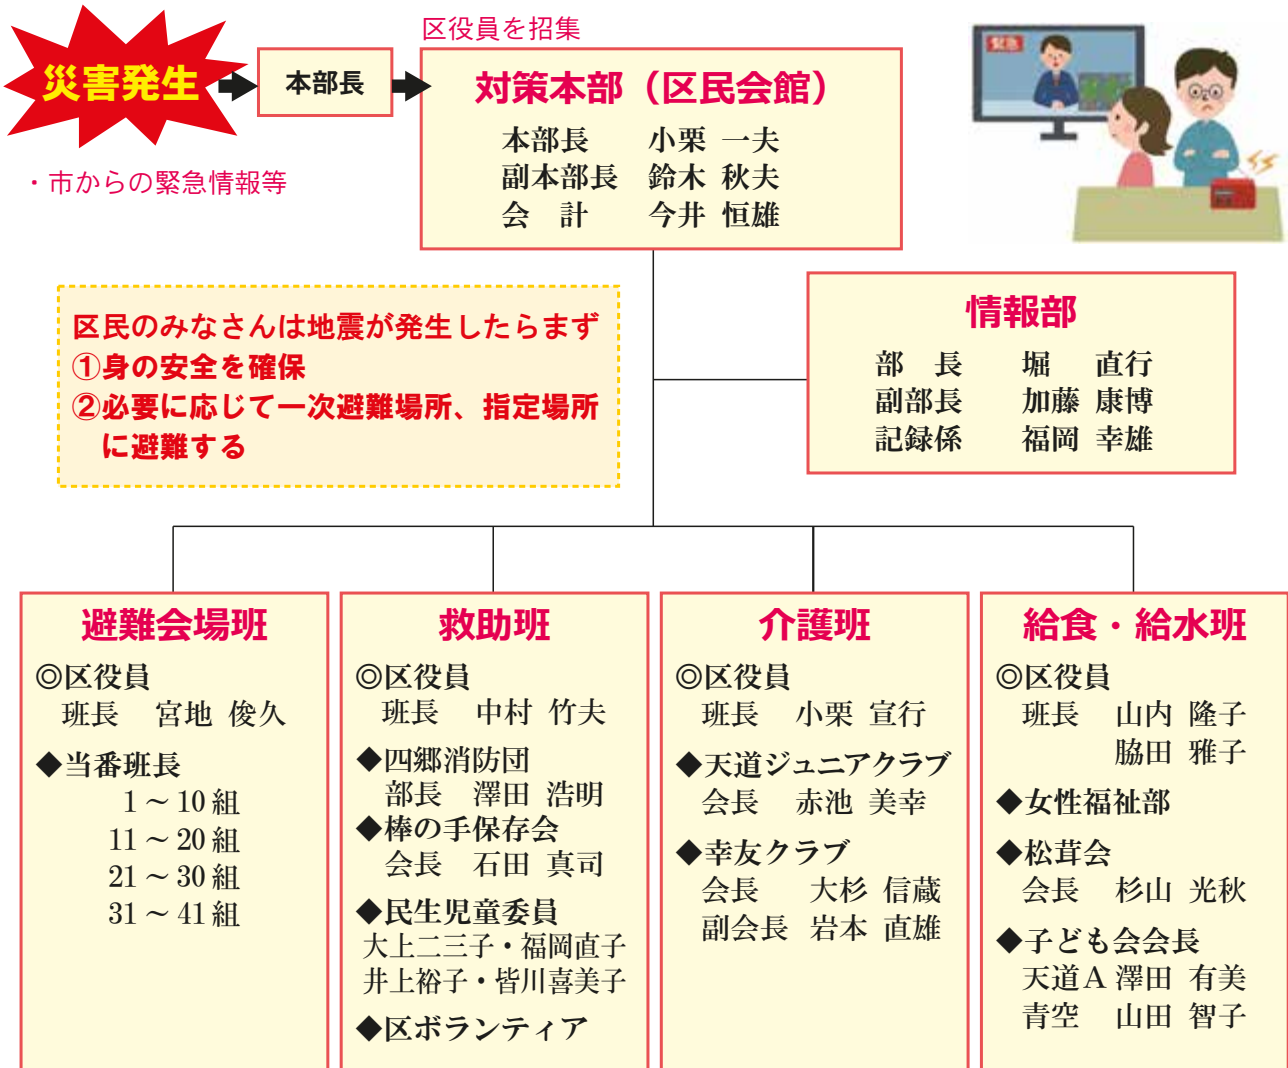 災害発生
本部長
区役員を招集
対策本部（区民会館）
本部長 小栗 一夫
副本部長 鈴木 秋夫
会 計 今井 恒雄
・市からの緊急情報等
緊急
区民のみなさんは地震が発生したらまず
①身の安全を確保
②必要に応じて一次避難場所、指定場所
に避難する
情報部
部 長 堀 直行
副部長 加藤 康博
記録係 福岡 幸雄
避難会場班
◎区役員
班長 宮地 俊久
◆当番班長
1～10組
11～20組
21～30組
31～41組
救助班
◎区役員
班長 中村 竹夫
◆四郷消防団
部長 澤田 浩明
◆棒の手保存会
会長 石田 真司
◆民生児童委員
大上二三子・福岡直子
井上裕子・皆川喜美子
◆区ボランティア
介護班
◎区役員
班長 小栗 宣行
◆天道ジュニアクラブ
会長 赤池 美幸
◆幸友クラブ
会長 大杉 信蔵
副会長 岩本 直雄
給食・給水班
◎区役員
班長 山内 隆子
脇田 雅子
◆女性福祉部
◆松茸会
会長 杉山 光秋
◆子ども会会長
天道A 澤田 有美
青空 山田 智子